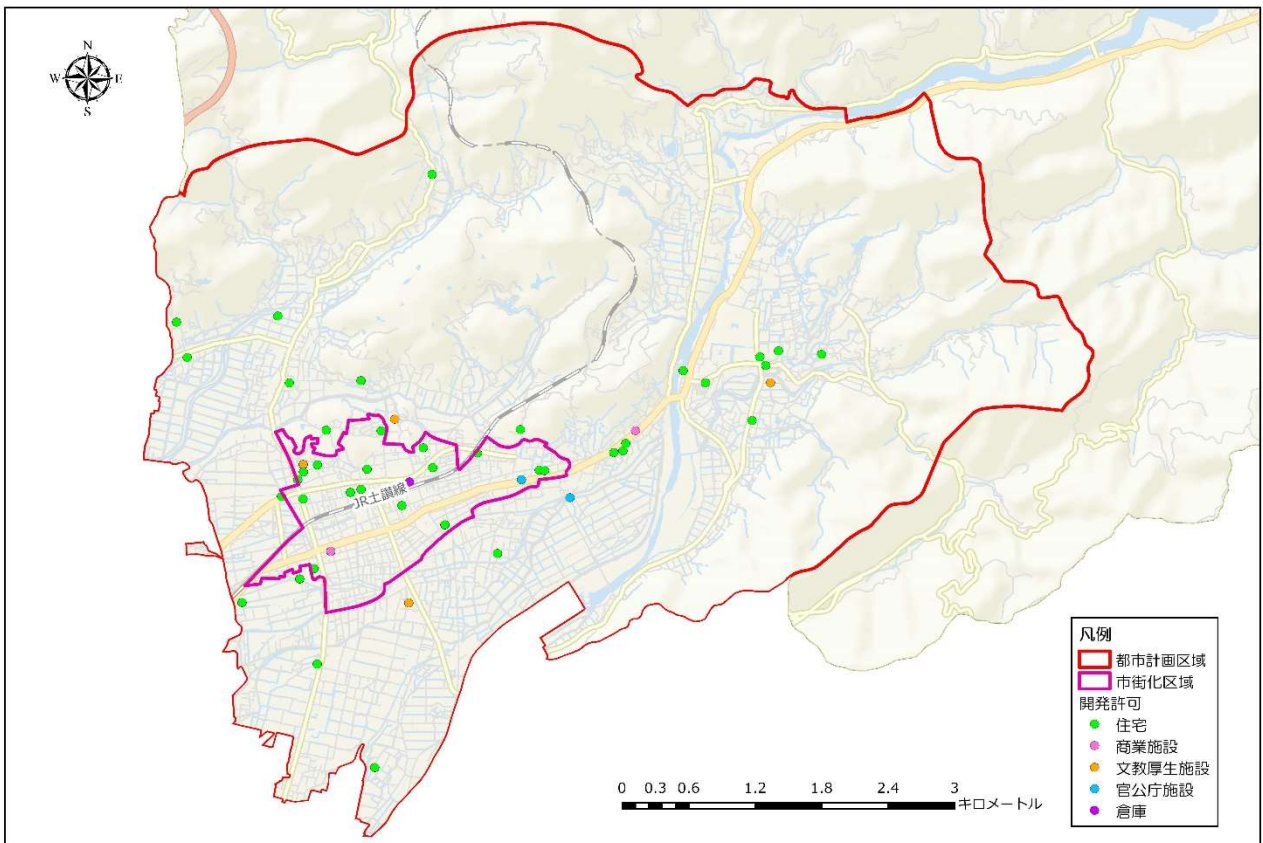 N
W E
S
JR土讃線
凡例
都市計画区域
市街化区域
開発許可
住宅
商業施設
文教厚生施設
官公庁施設
倉庫
0 0.3 0.6 1.2 1.8 2.4 3
キロメートル